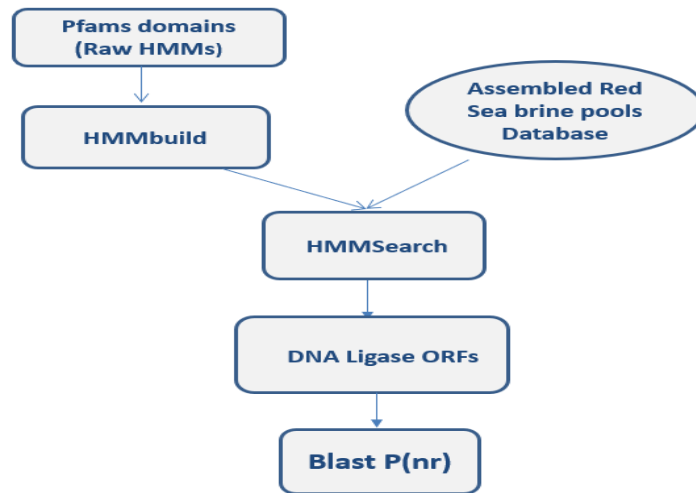 Pfams domains
(Raw HMMs)
HMMbuild
Assembled Red
Sea brine pools
Database
HMMSearch
DNA Ligase ORFs
Blast P(nr)